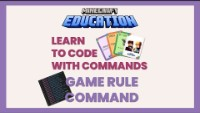 MINECRAFT
EDUCATION
LEARN
TO CODE
WITH COMMANDS
GAME RULE
COMMAND